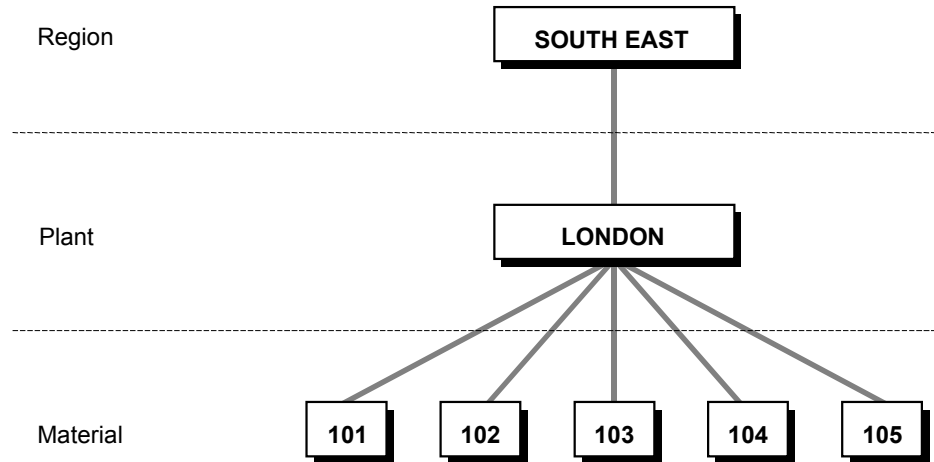 Region
SOUTH EAST
Plant
LONDON
Material
101
102
103
104
105